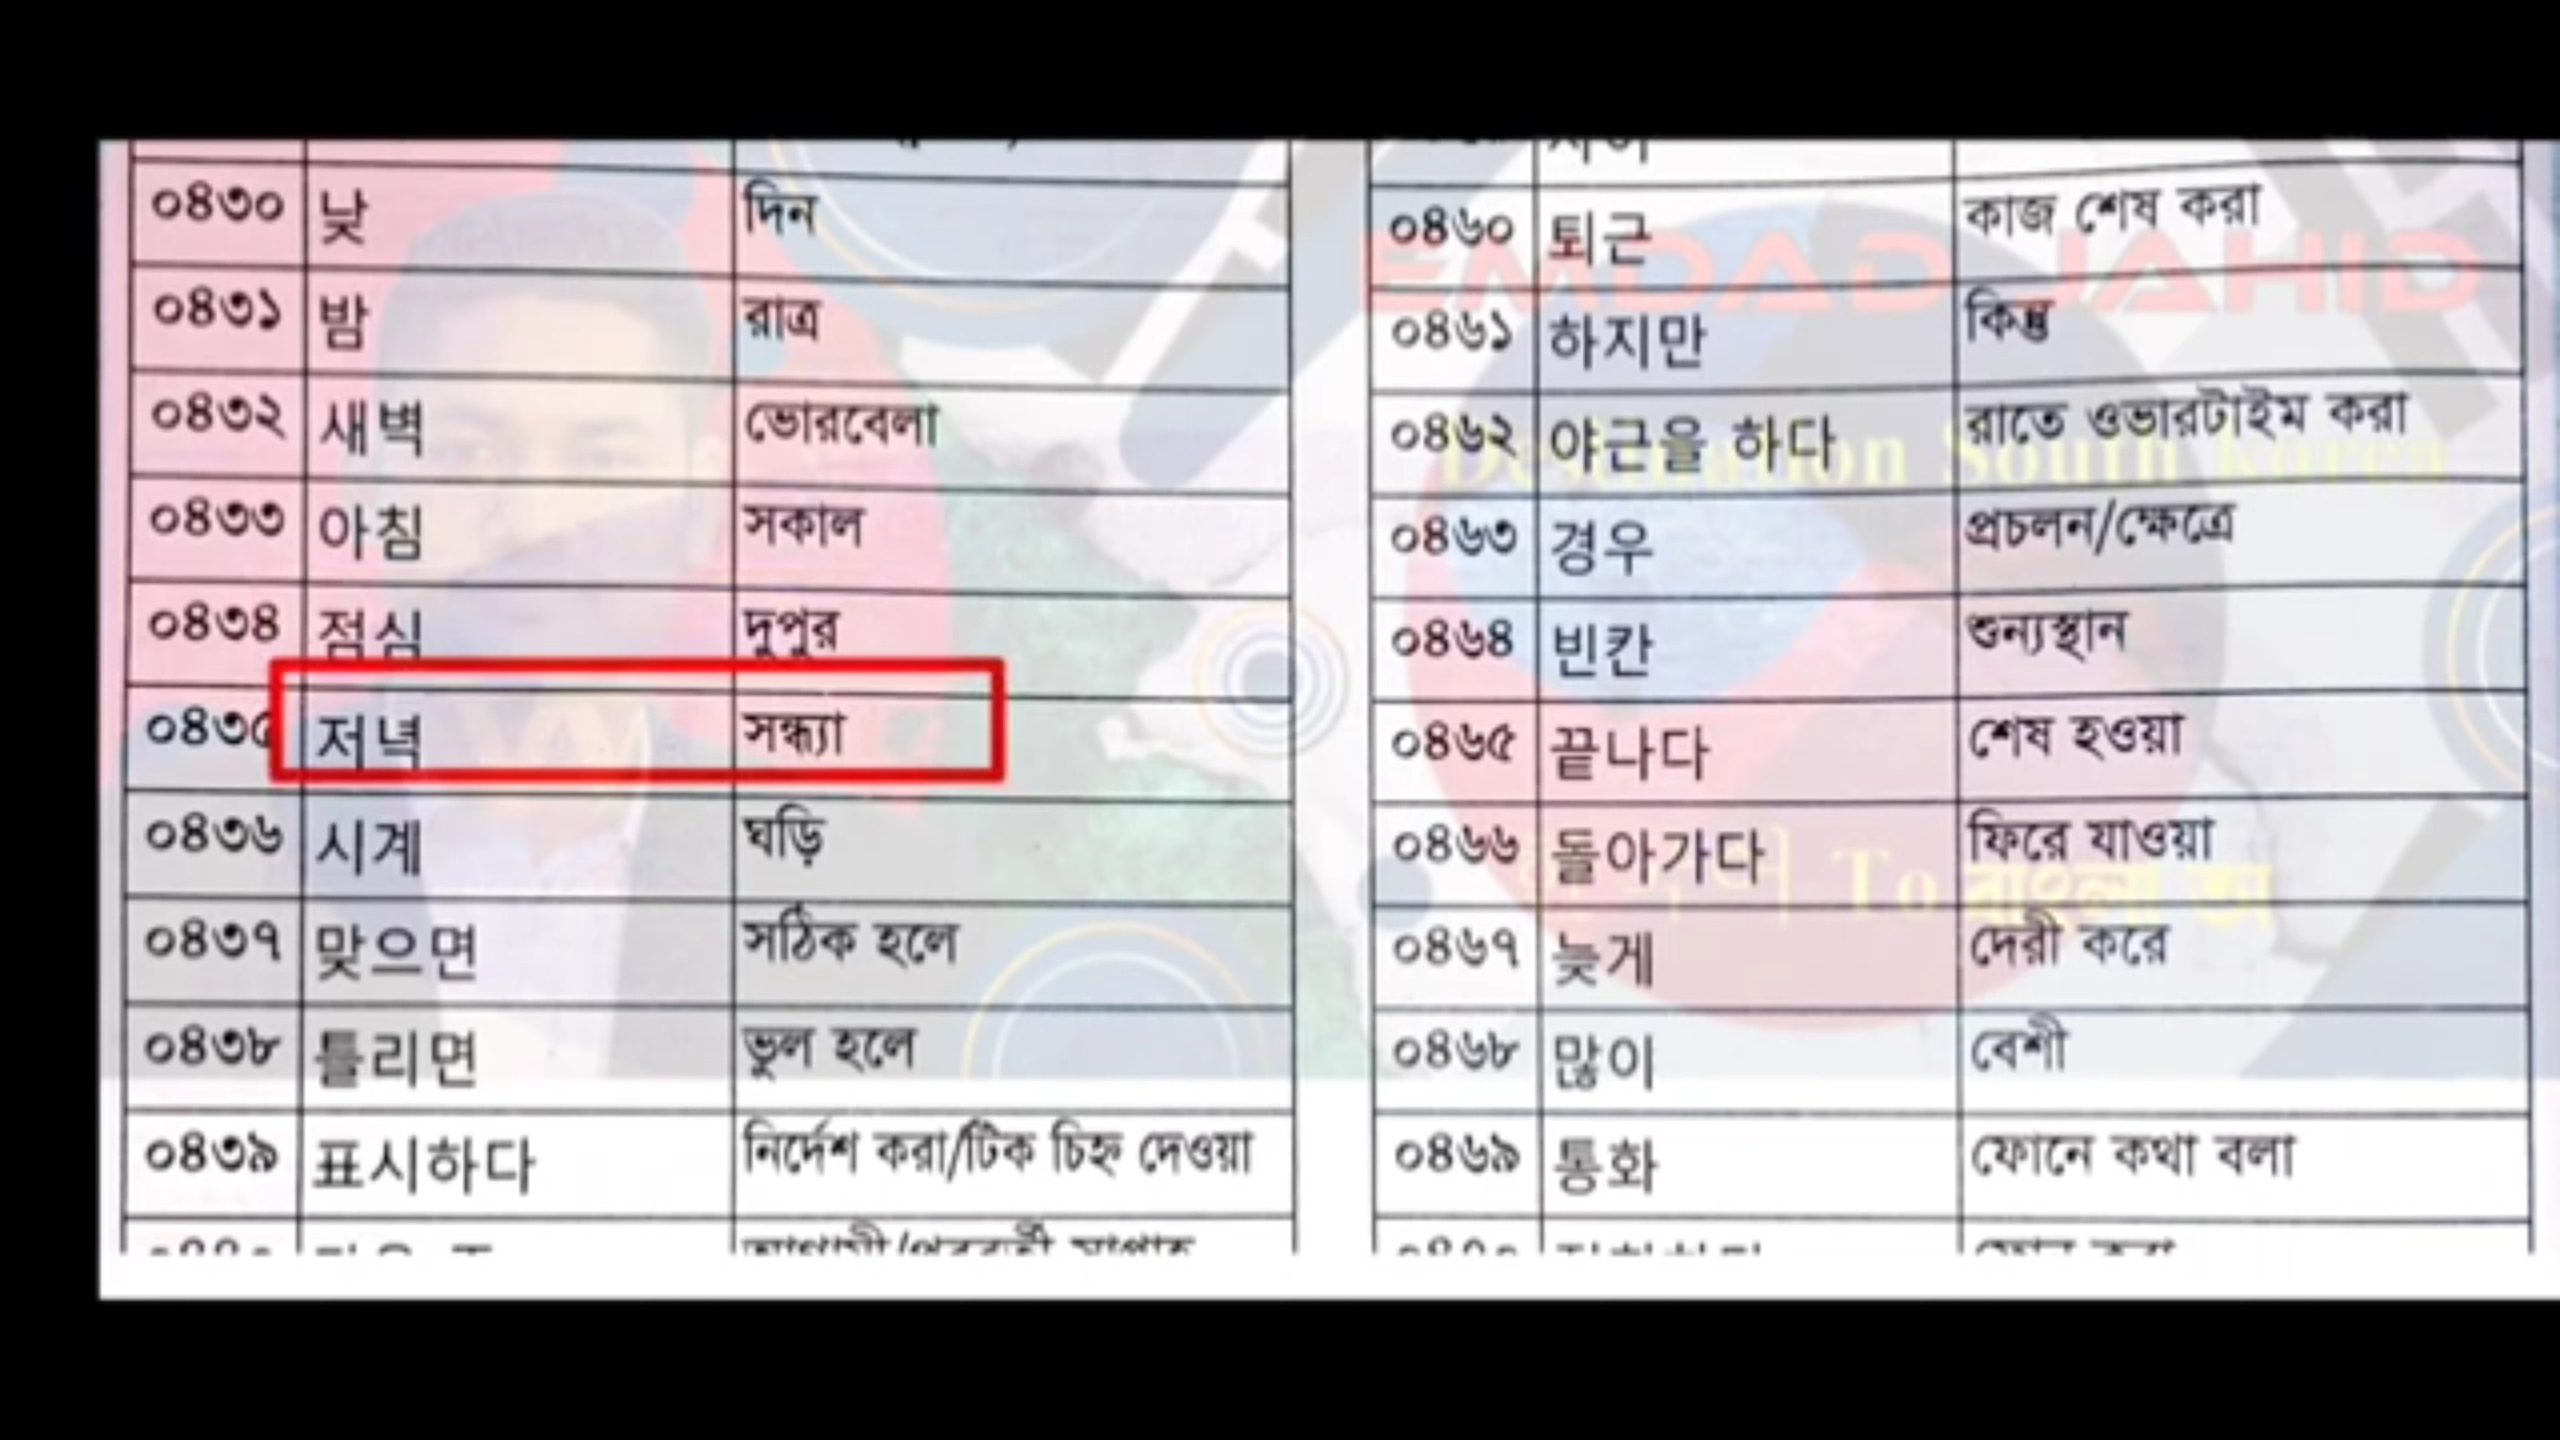 ০৪৩০ 낮 দিন
০৪৩১ 밤 রাত্র
০৪৩২ 새벽 ভোরবেলা
০৪৩৩ 아침 সকাল
০৪৩৪ 점심 দুপুর
০৪৩৫ 저녁 সন্ধ্যা
০৪৩৬ 시계 ঘড়ি
০৪৩৭ 맞으면 সঠিক হলে
০৪৩৮ 틀리면 ভুল হলে
০৪৩৯ 표시하다 নির্দেশ করা/টিক চিহ্ন দেওয়া
০৪৬০ 퇴근 কাজ শেষ করা
EMDAD JAHID
০৪৬১ 하지만 কিন্তু
০৪৬২ 야근을 하다 রাতে ওভারটাইম করা
Destination South Korea
০৪৬৩ 경우 প্রচলন/ক্ষেত্রে
০৪৬৪ 빈칸 শুন্যস্থান
০৪৬৫ 끝나다 শেষ হওয়া
০৪৬৬ 돌아가다 ফিরে যাওয়া
To বাংলা
০৪৬৭ 늦게 দেরী করে
০৪৬৮ 많이 বেশী
০৪৬৯ 통화 ফোনে কথা বলা